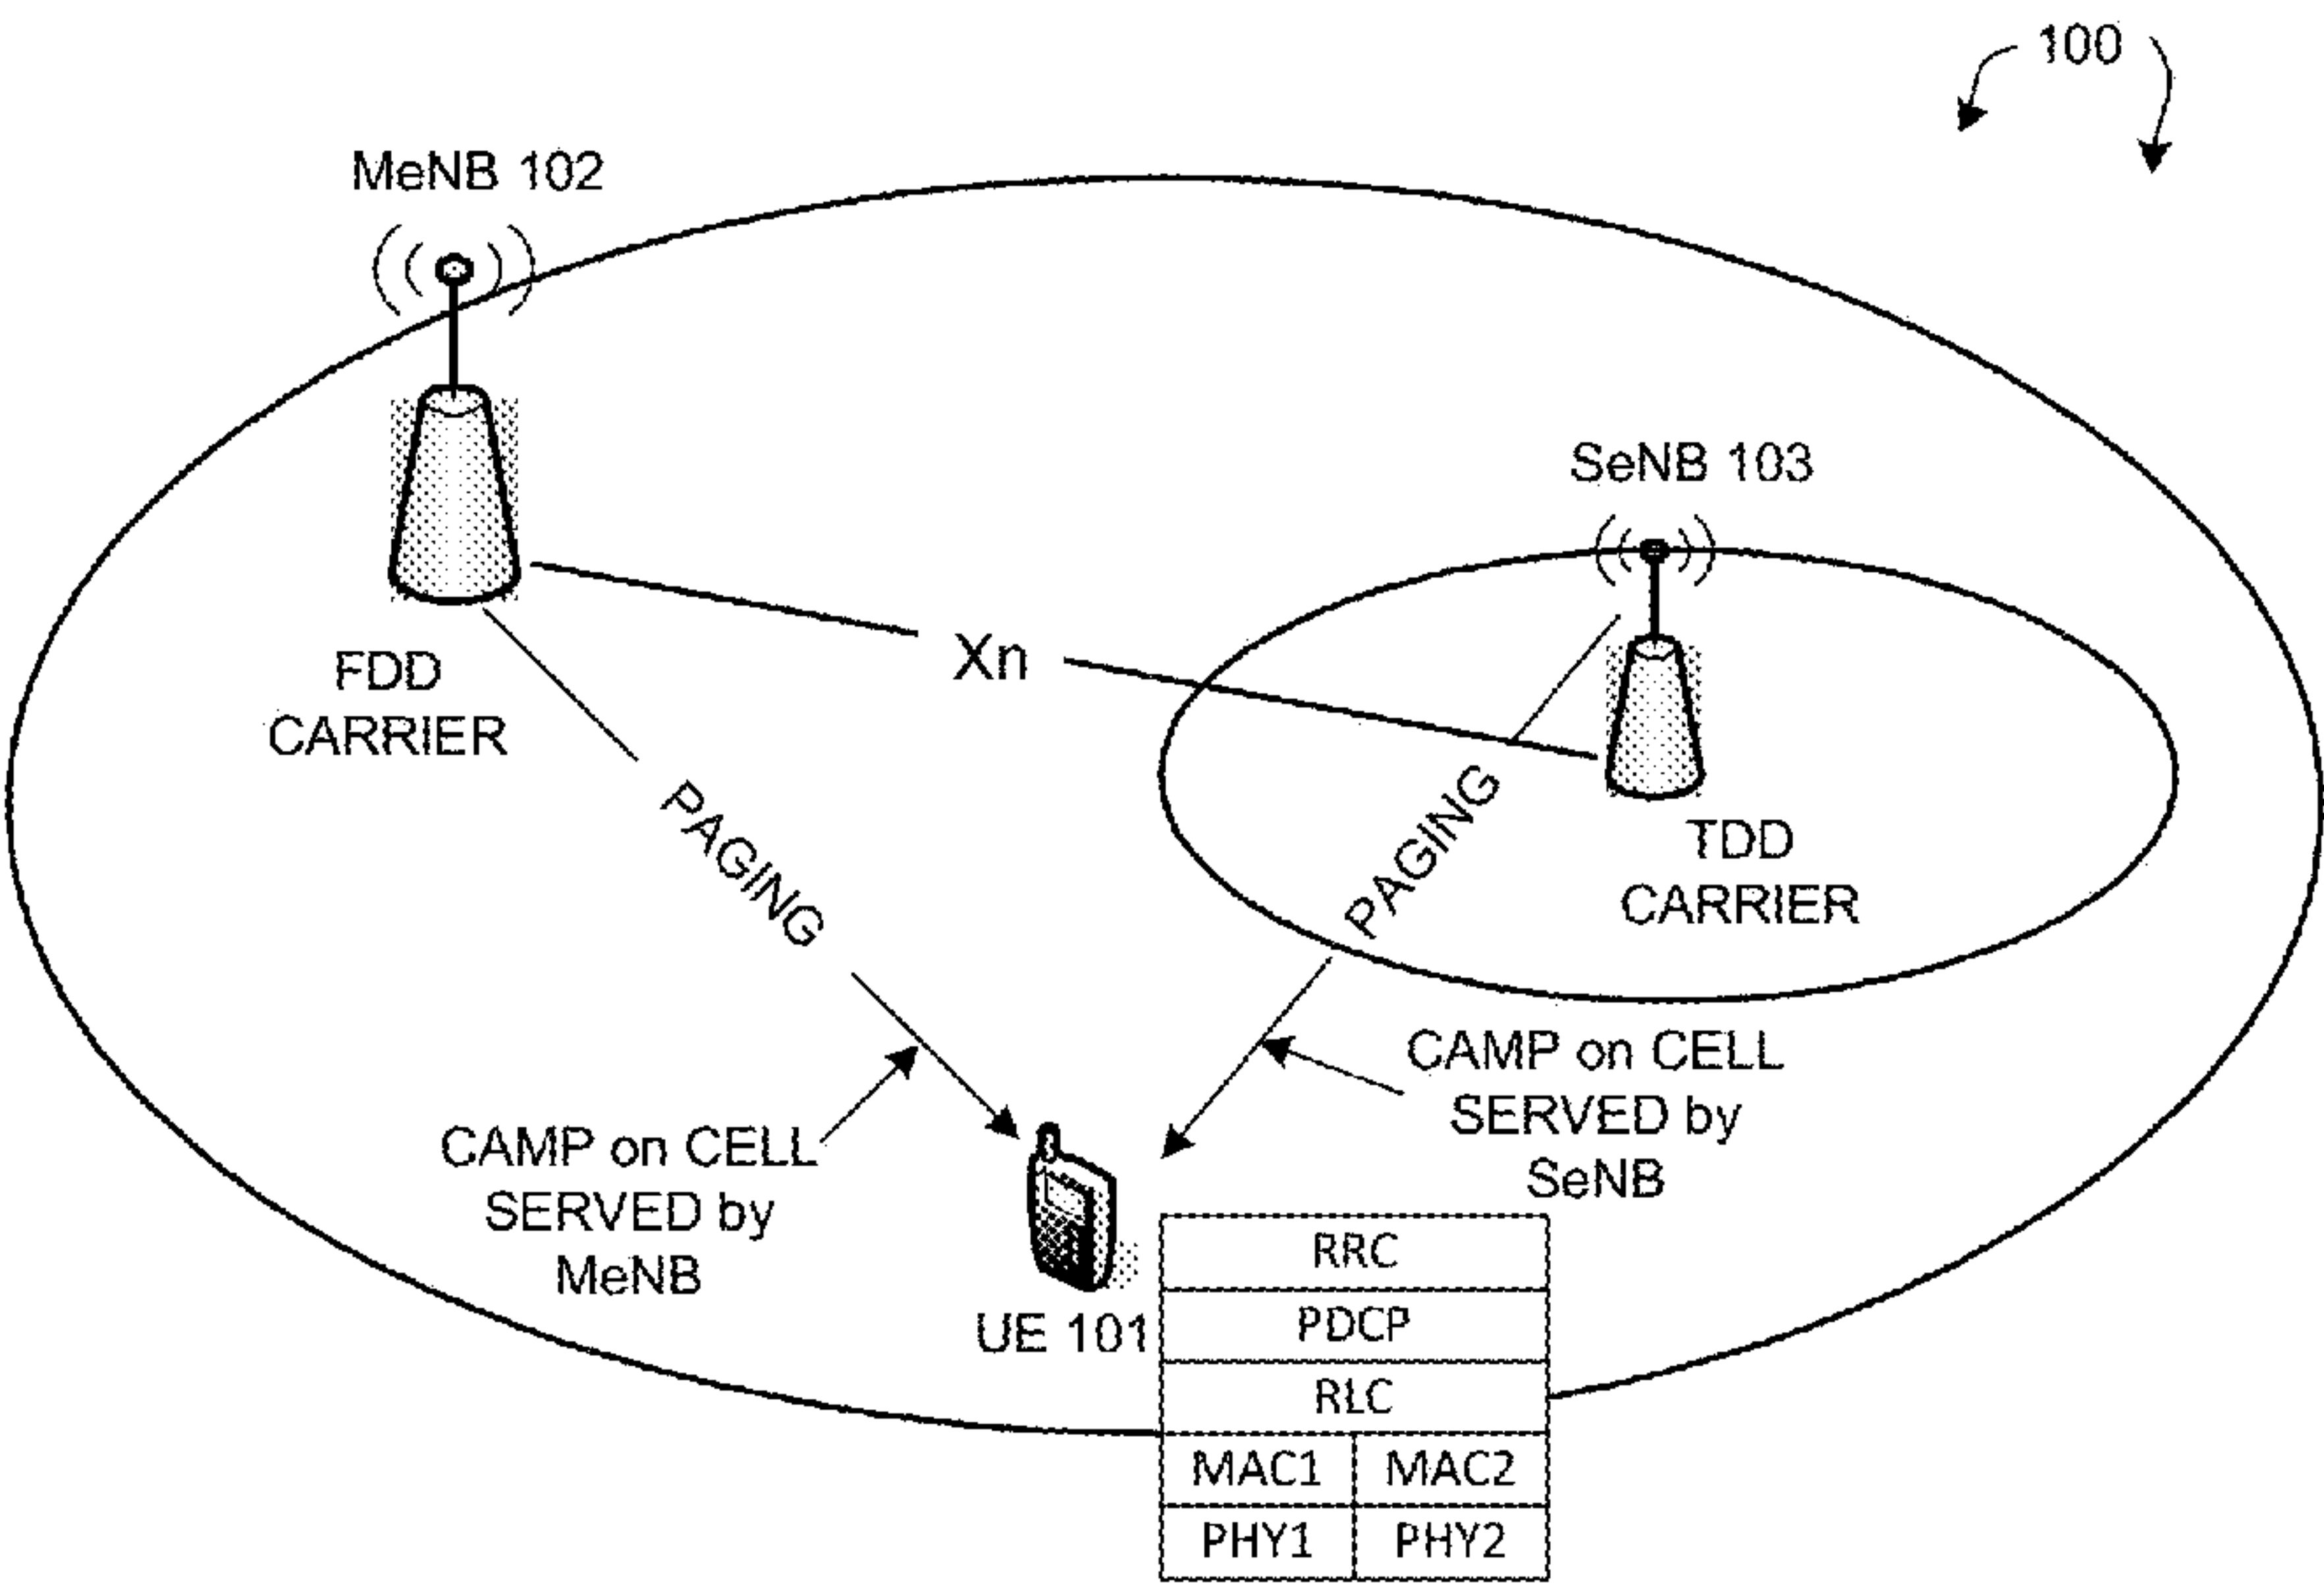 100
MeNB 102
SeNB 103
Xn
FDD
CARRIER
PAGING
PAGING
TDD
CARRIER
CAMP on CELL
SERVED by
SeNB
CAMP on CELL
SERVED by
MeNB
UE 101
RRC
PDCP
RLC
MAC1 MAC2
PHY1 PHY2